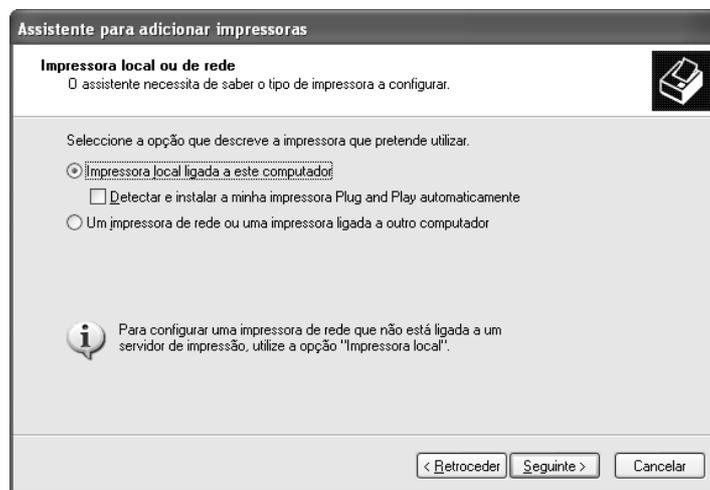 Assistente para adicionar impressoras
Impressora local ou de rede
O assistente necessita de saber o tipo de impressora a configurar.
Seleccione a opção que descreve a impressora que pretende utilizar.
Impressora local ligada a este computador
Detectar e instalar a minha impressora Plug and Play automaticamente
Um impressora de rede ou uma impressora ligada a outro computador
Para configurar uma impressora de rede que não está ligada a um
servidor de impressão, utilize a opção "Impressora local".
< Retroceder Seguinte > Cancelar